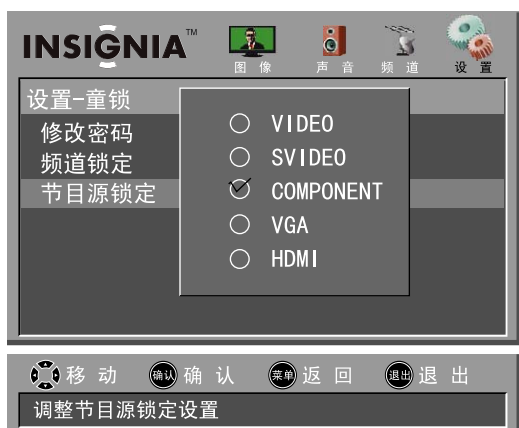 INSIGNIA™
图 像
声 音
频 道
设 置
设置-童锁
修改密码
频道锁定
节目源锁定
VIDEO
SVIDEO
COMPONENT
VGA
HDMI
移 动
确认 确 认
菜单 返 回
退出 退 出
调整节目源锁定设置